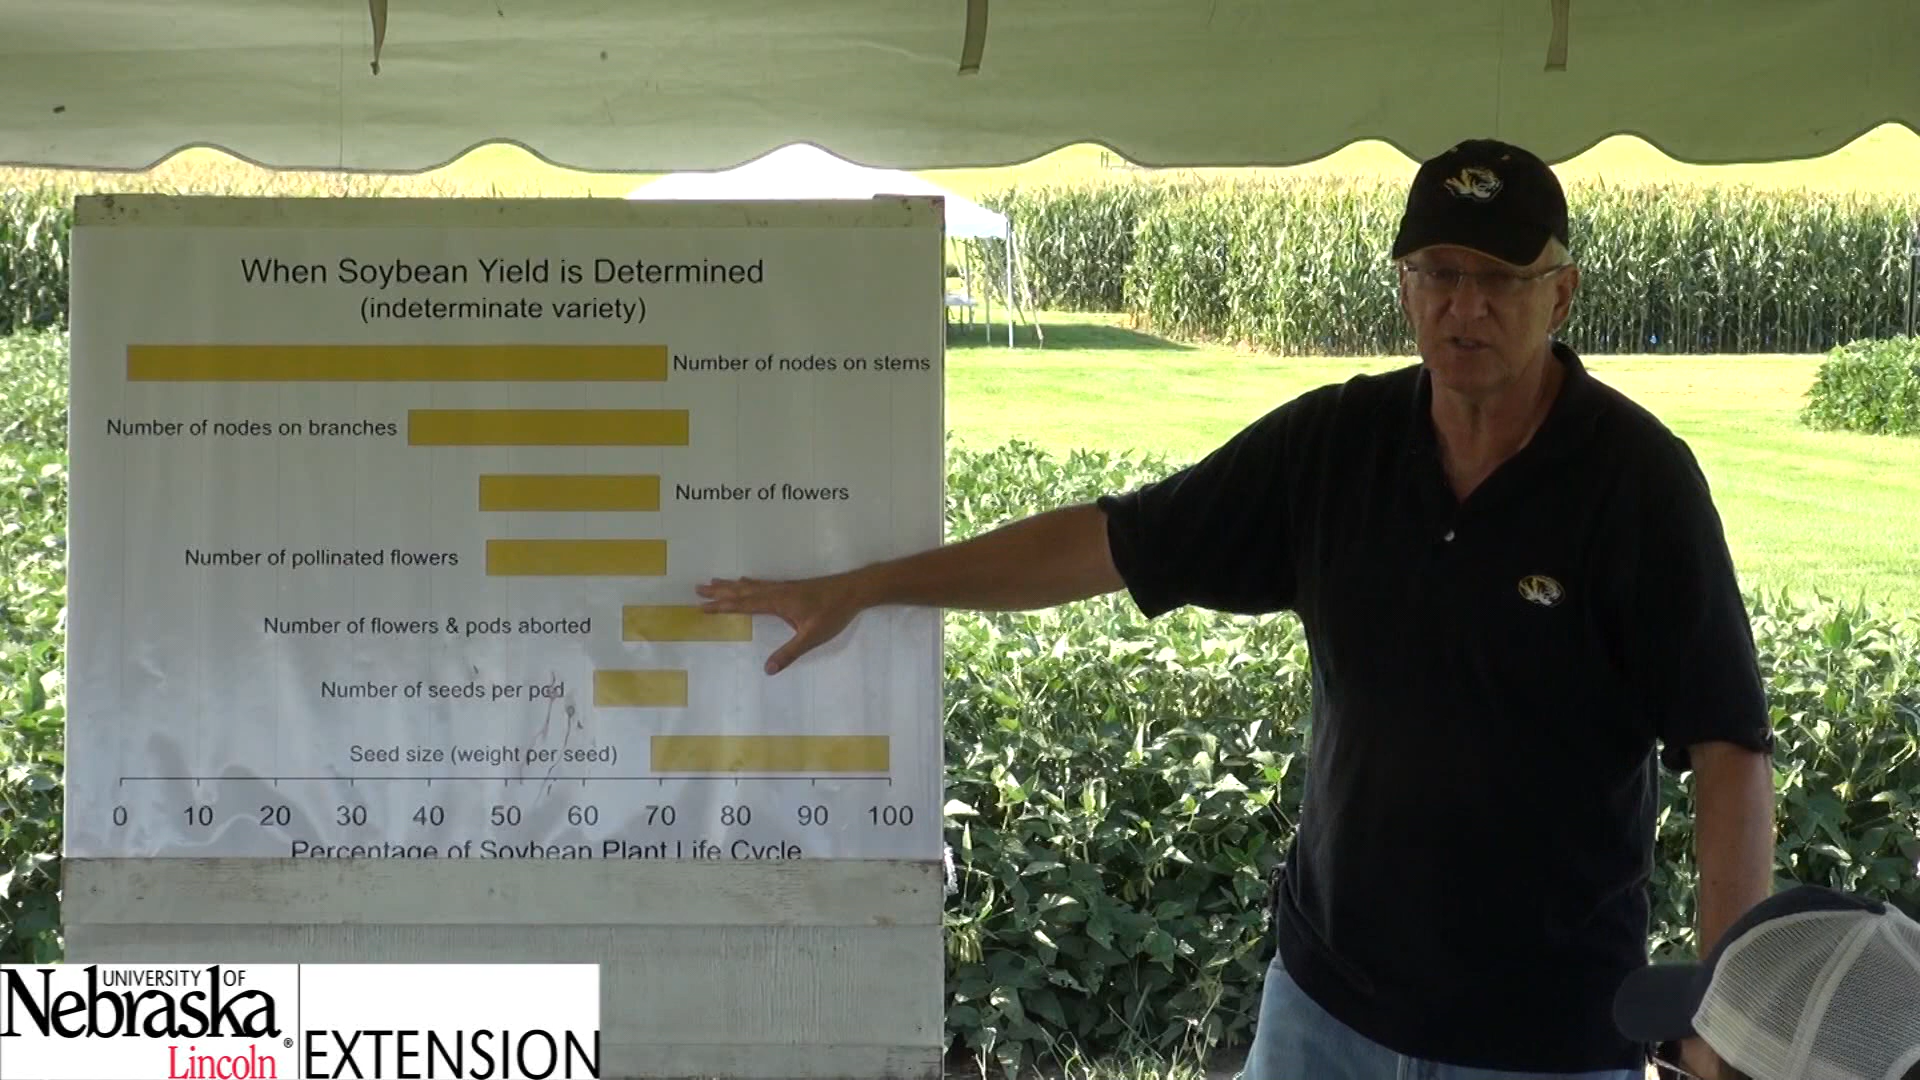 When Soybean Yield is Determined
(indeterminate variety)
Number of nodes on stems
Number of nodes on branches
Number of flowers
Number of pollinated flowers
Number of flowers & pods aborted
Number of seeds per pod
Seed size (weight per seed)
0 10 20 30 40 50 60 70 80 90 100
Percentage of Soybean Plant Life Cycle
UNIVERSITY OF
Nebraska
Lincoln®
EXTENSION